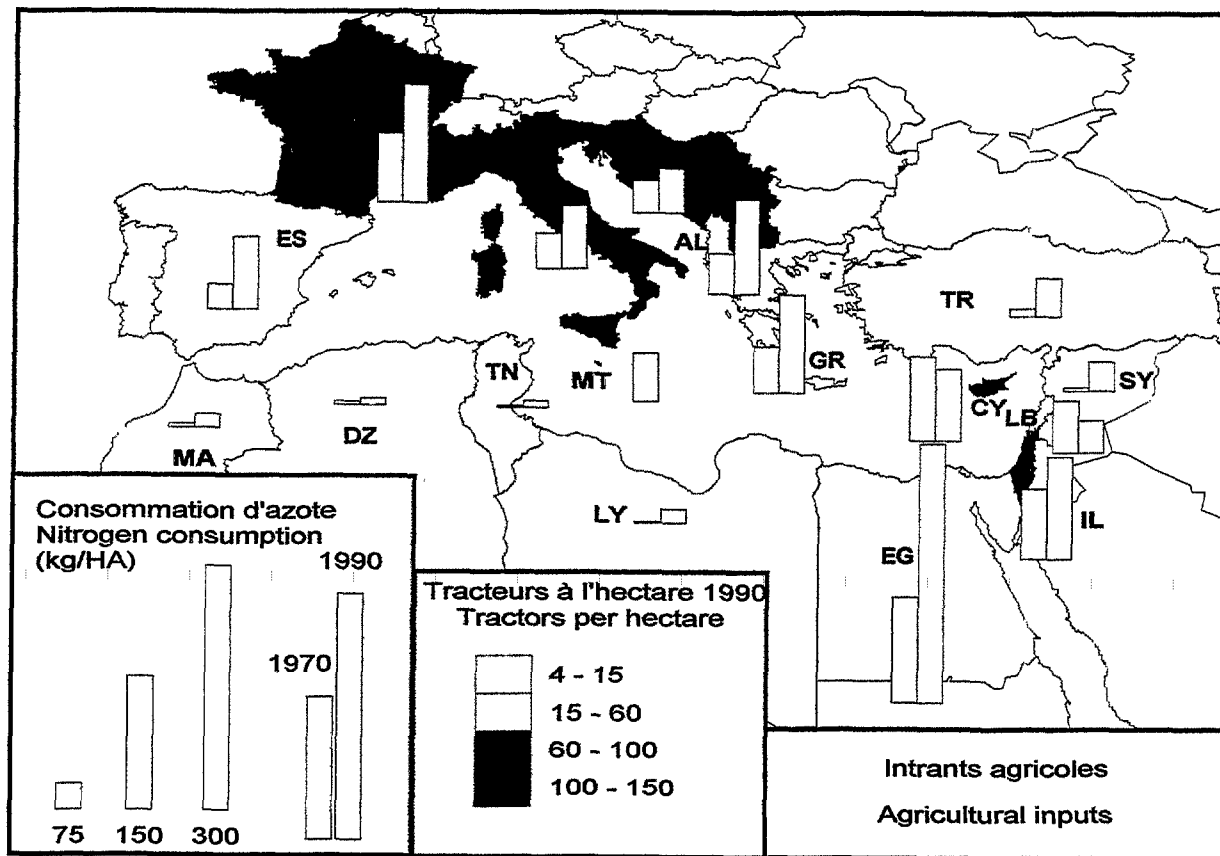 ES
AL
TR
GR
TN
MT
SY
CY
LB
DZ
MA
LY
IL
EG
Consommation d'azote
Nitrogen consumption
(kg/HA)
1990
1970
75 150 300
Tracteurs à l'hectare 1990
Tractors per hectare
4 - 15
15 - 60
60 - 100
100 - 150
Intrants agricoles
Agricultural inputs